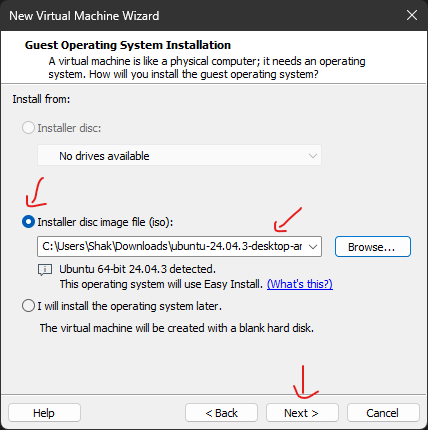 New Virtual Machine Wizard
Guest Operating System Installation
A virtual machine is like a physical computer; it needs an operating
system. How will you install the guest operating system?
Install from:
Installer disc:
No drives available
Installer disc image file (iso):
C:\Users\Shak\Downloads\ubuntu-24.04.3-desktop-ar
Browse...
Ubuntu 64-bit 24.04.3 detected.
This operating system will use Easy Install. (What's this?)
I will install the operating system later.
The virtual machine will be created with a blank hard disk.
Help
< Back
Next >
Cancel